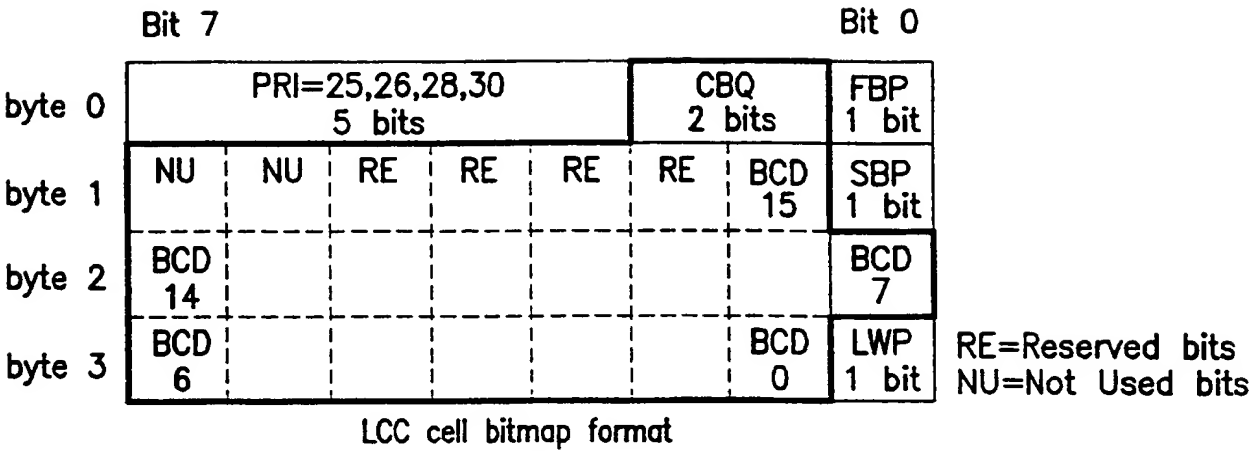 Bit 7 Bit 0
byte 0 PRI=25,26,28,30 CBQ FBP
5 bits 2 bits 1 bit
byte 1 NU NU RE RE RE RE BCD SBP
15 1 bit
byte 2 BCD BCD
14 7
byte 3 BCD BCD LWP RE=Reserved bits
6 0 1 bit NU=Not Used bits
LCC cell bitmap format